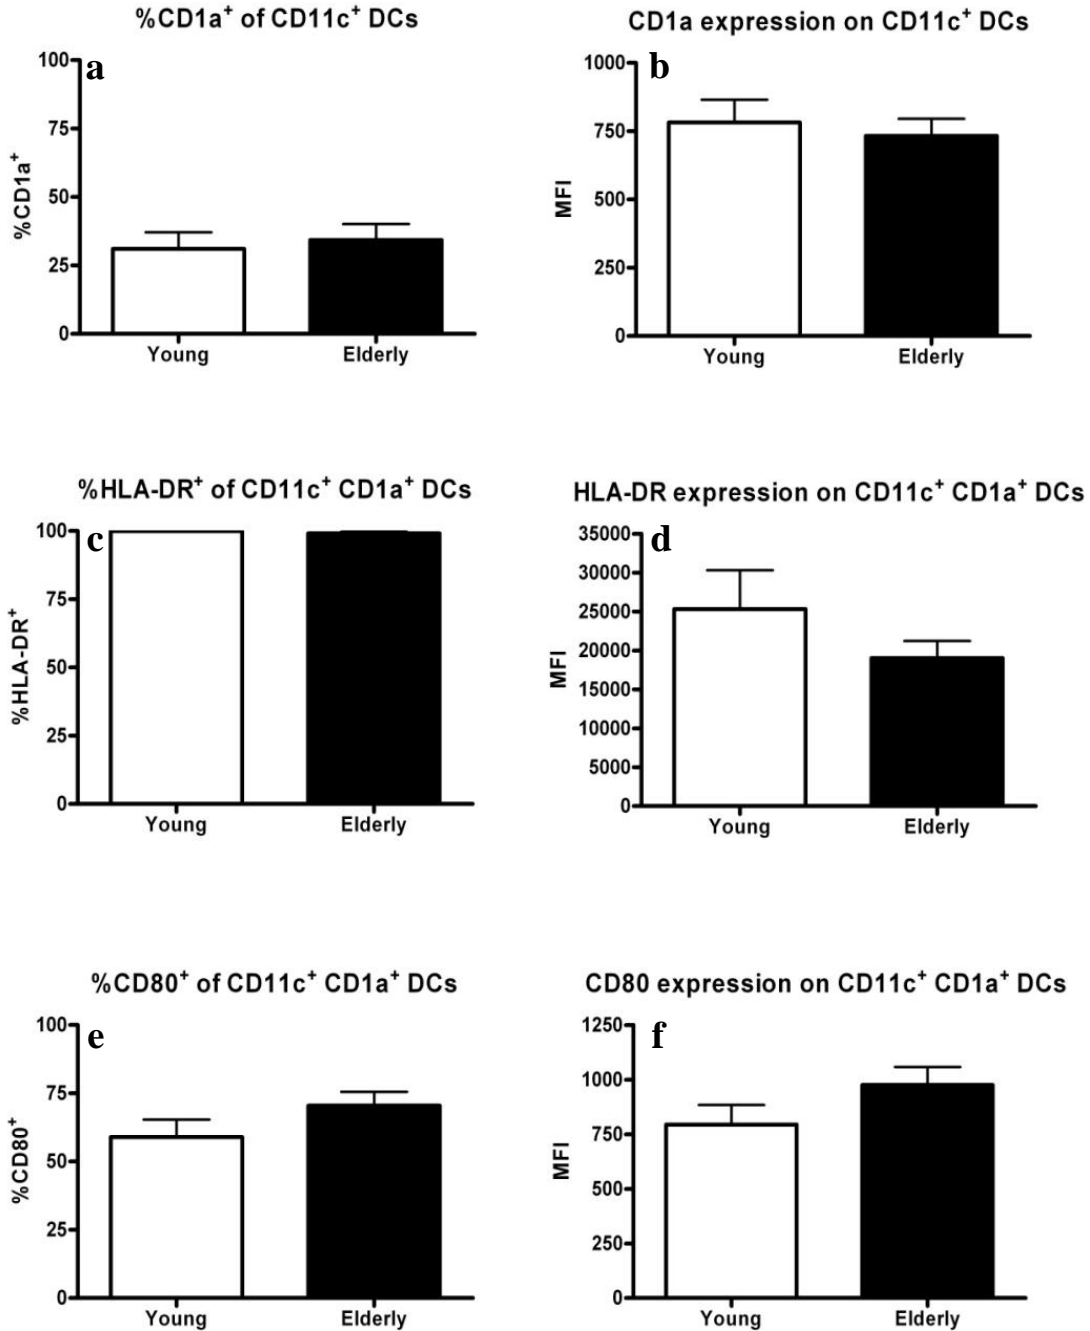 %CD1a⁺ of CD11c⁺ DCs
a
100
75
50
25
0
%CD1a⁺
Young Elderly
CD1a expression on CD11c⁺ DCs
b
1000
750
500
250
0
MFI
Young Elderly
%HLA-DR⁺ of CD11c⁺ CD1a⁺ DCs
c
100
75
50
25
0
%HLA-DR⁺
Young Elderly
HLA-DR expression on CD11c⁺ CD1a⁺ DCs
d
35000
30000
25000
20000
15000
10000
5000
0
MFI
Young Elderly
%CD80⁺ of CD11c⁺ CD1a⁺ DCs
e
100
75
50
25
0
%CD80⁺
Young Elderly
CD80 expression on CD11c⁺ CD1a⁺ DCs
f
1250
1000
750
500
250
0
MFI
Young Elderly